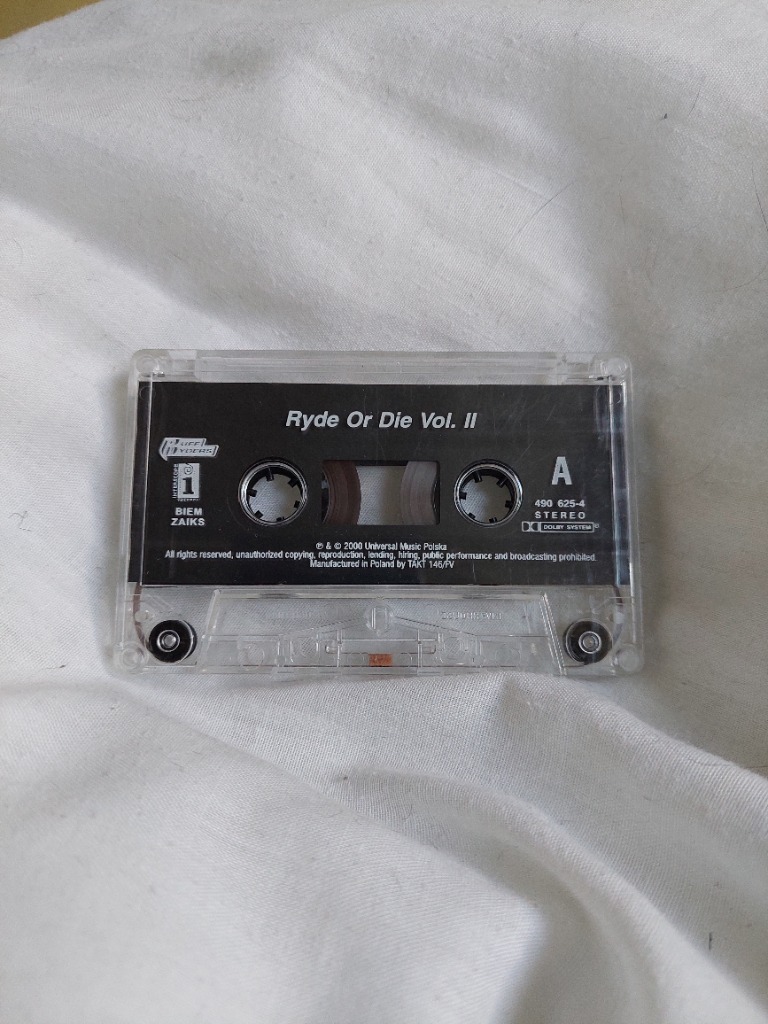 Ryde Or Die Vol. II
RUFF
RYDERS
INTERSCOPE
1
BIEM
ZAIKS
A
490 625-4
STEREO
DOLBY SYSTEM
℗ & © 2000 Universal Music Polska
All rights reserved, unauthorized copying, reproduction, lending, hiring, public performance and broadcasting prohibited.
Manufactured in Poland by TAKT 146/FV